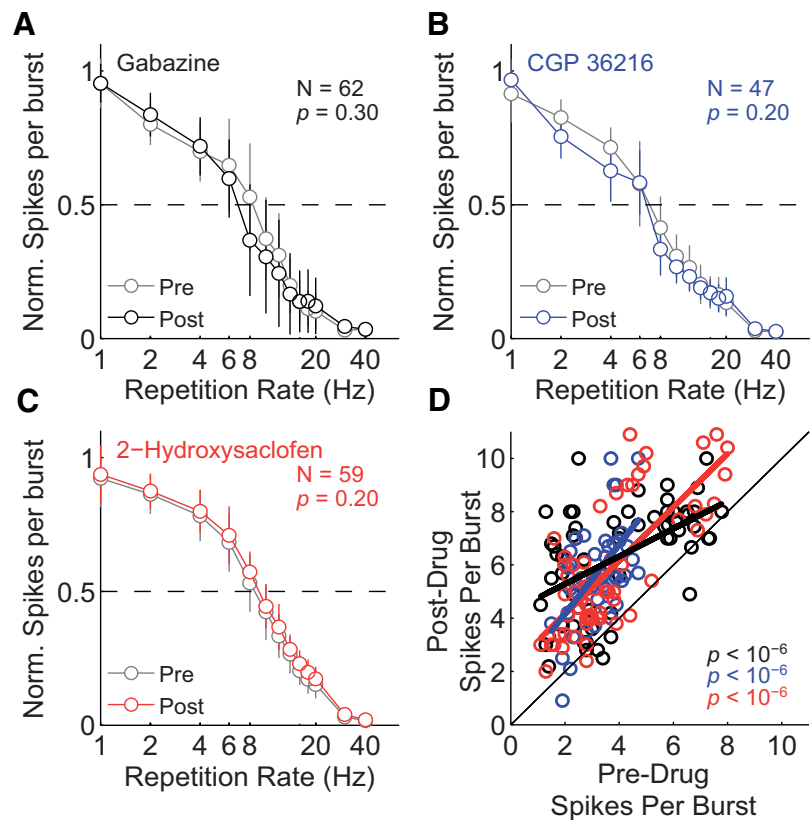 A
Gabazine
N = 62
p = 0.30
Norm. Spikes per burst
1
0.5
0
Pre
Post
1 2 4 6 8 20 40
Repetition Rate (Hz)
B
CGP 36216
N = 47
p = 0.20
Norm. Spikes per burst
1
0.5
0
Pre
Post
1 2 4 6 8 20 40
Repetition Rate (Hz)
C
2−Hydroxysaclofen
N = 59
p = 0.20
Norm. Spikes per burst
1
0.5
0
Pre
Post
1 2 4 6 8 20 40
Repetition Rate (Hz)
D
Post-Drug
Spikes Per Burst
10
8
6
4
2
0
p < 10⁻⁶
p < 10⁻⁶
p < 10⁻⁶
0 2 4 6 8 10
Pre-Drug
Spikes Per Burst